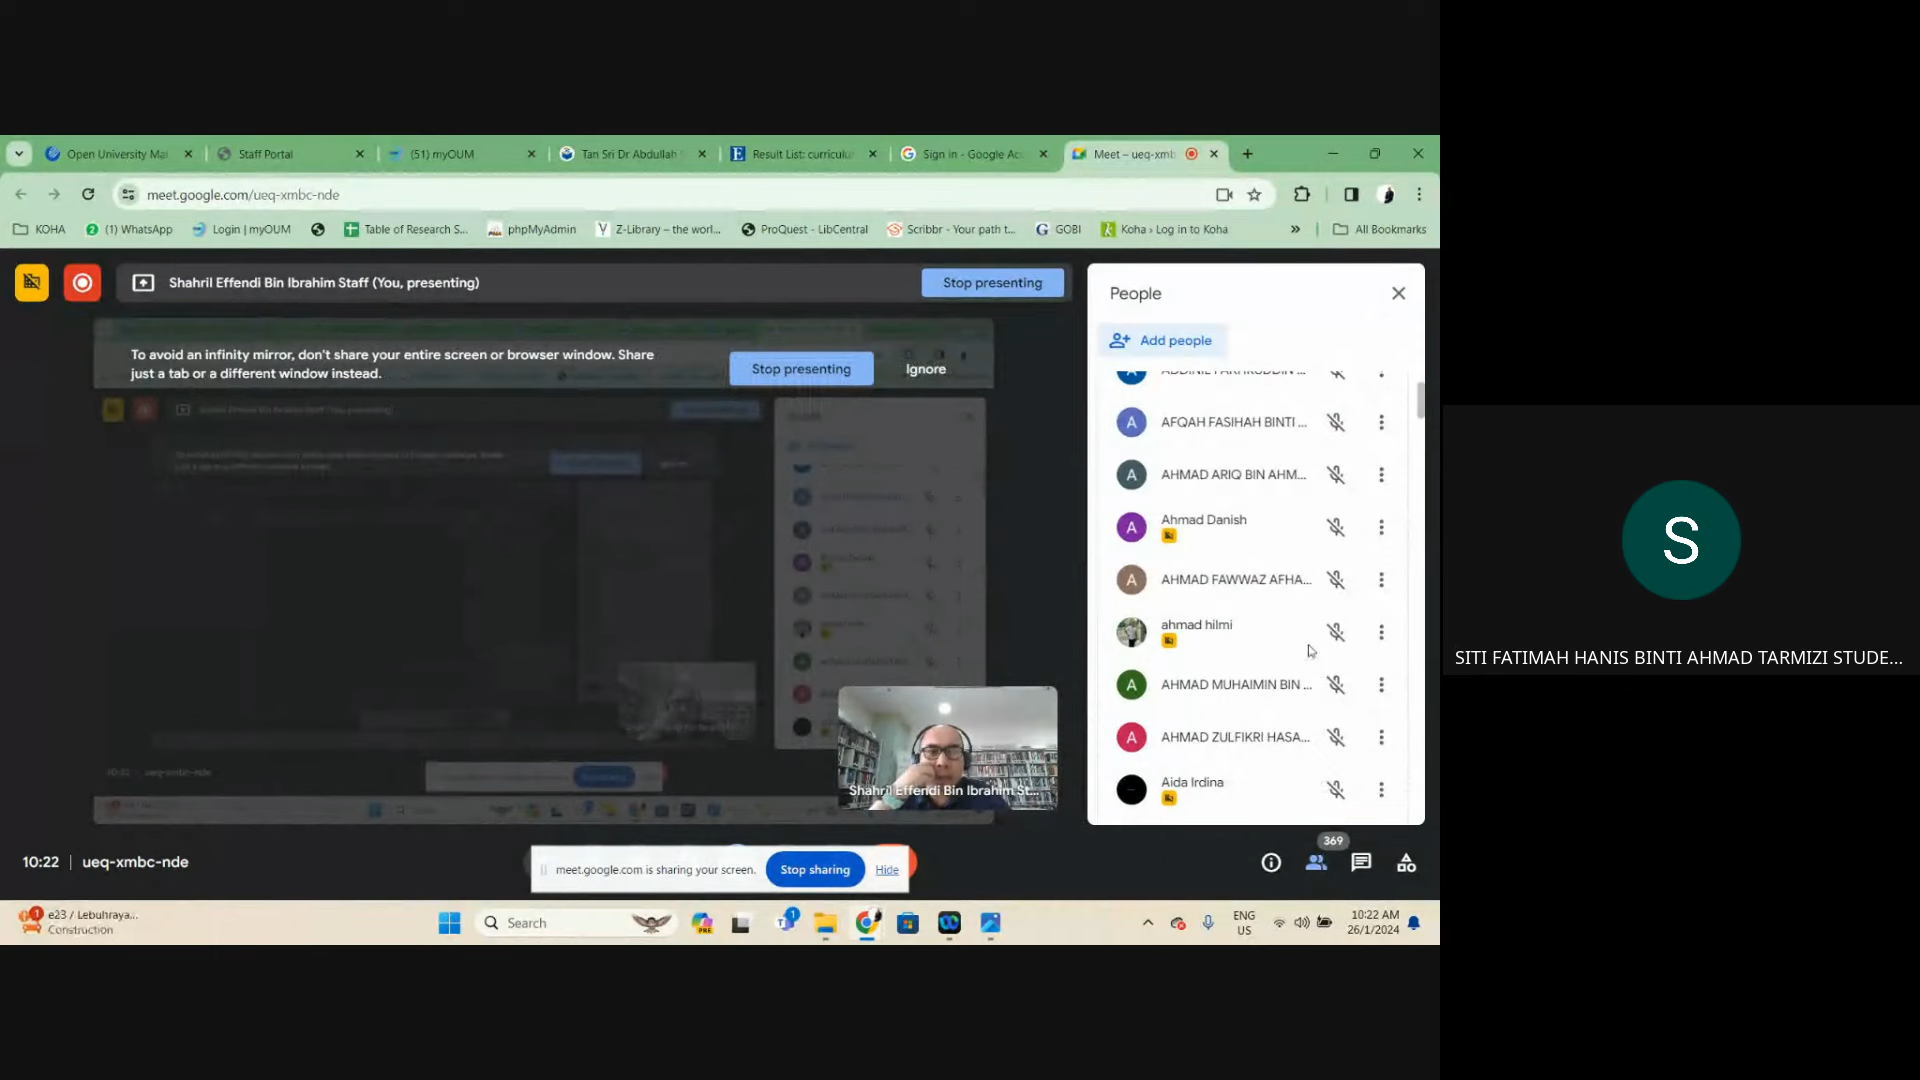 Open University Mal
Staff Portal
(51) myOUM
Tan Sri Dr Abdullah
Result List: curriculu
Sign in - Google Ac
Meet – ueq-xmb
meet.google.com/ueq-xmbc-nde
KOHA
(1) WhatsApp
Login | myOUM
Table of Research S...
phpMyAdmin
Z-Library – the worl...
ProQuest - LibCentral
Scribbr - Your path t...
GOBI
Koha › Log in to Koha
»
All Bookmarks
Shahril Effendi Bin Ibrahim Staff (You, presenting)
Stop presenting
To avoid an infinity mirror, don't share your entire screen or browser window. Share
just a tab or a different window instead.
Stop presenting
Ignore
People
Add people
A AFQAH FASIHAH BINTI ...
A AHMAD ARIQ BIN AHM...
A Ahmad Danish
A AHMAD FAWWAZ AFHA...
ahmad hilmi
A AHMAD MUHAIMIN BIN ...
A AHMAD ZULFIKRI HASA...
Aida Irdina
Shahril Effendi Bin Ibrahim St...
S
SITI FATIMAH HANIS BINTI AHMAD TARMIZI STUDE...
10:22 | ueq-xmbc-nde
meet.google.com is sharing your screen.
Stop sharing
Hide
369
1
e23 / Lebuhraya...
Construction
Search
PRE
1
ENG
US
10:22 AM
26/1/2024